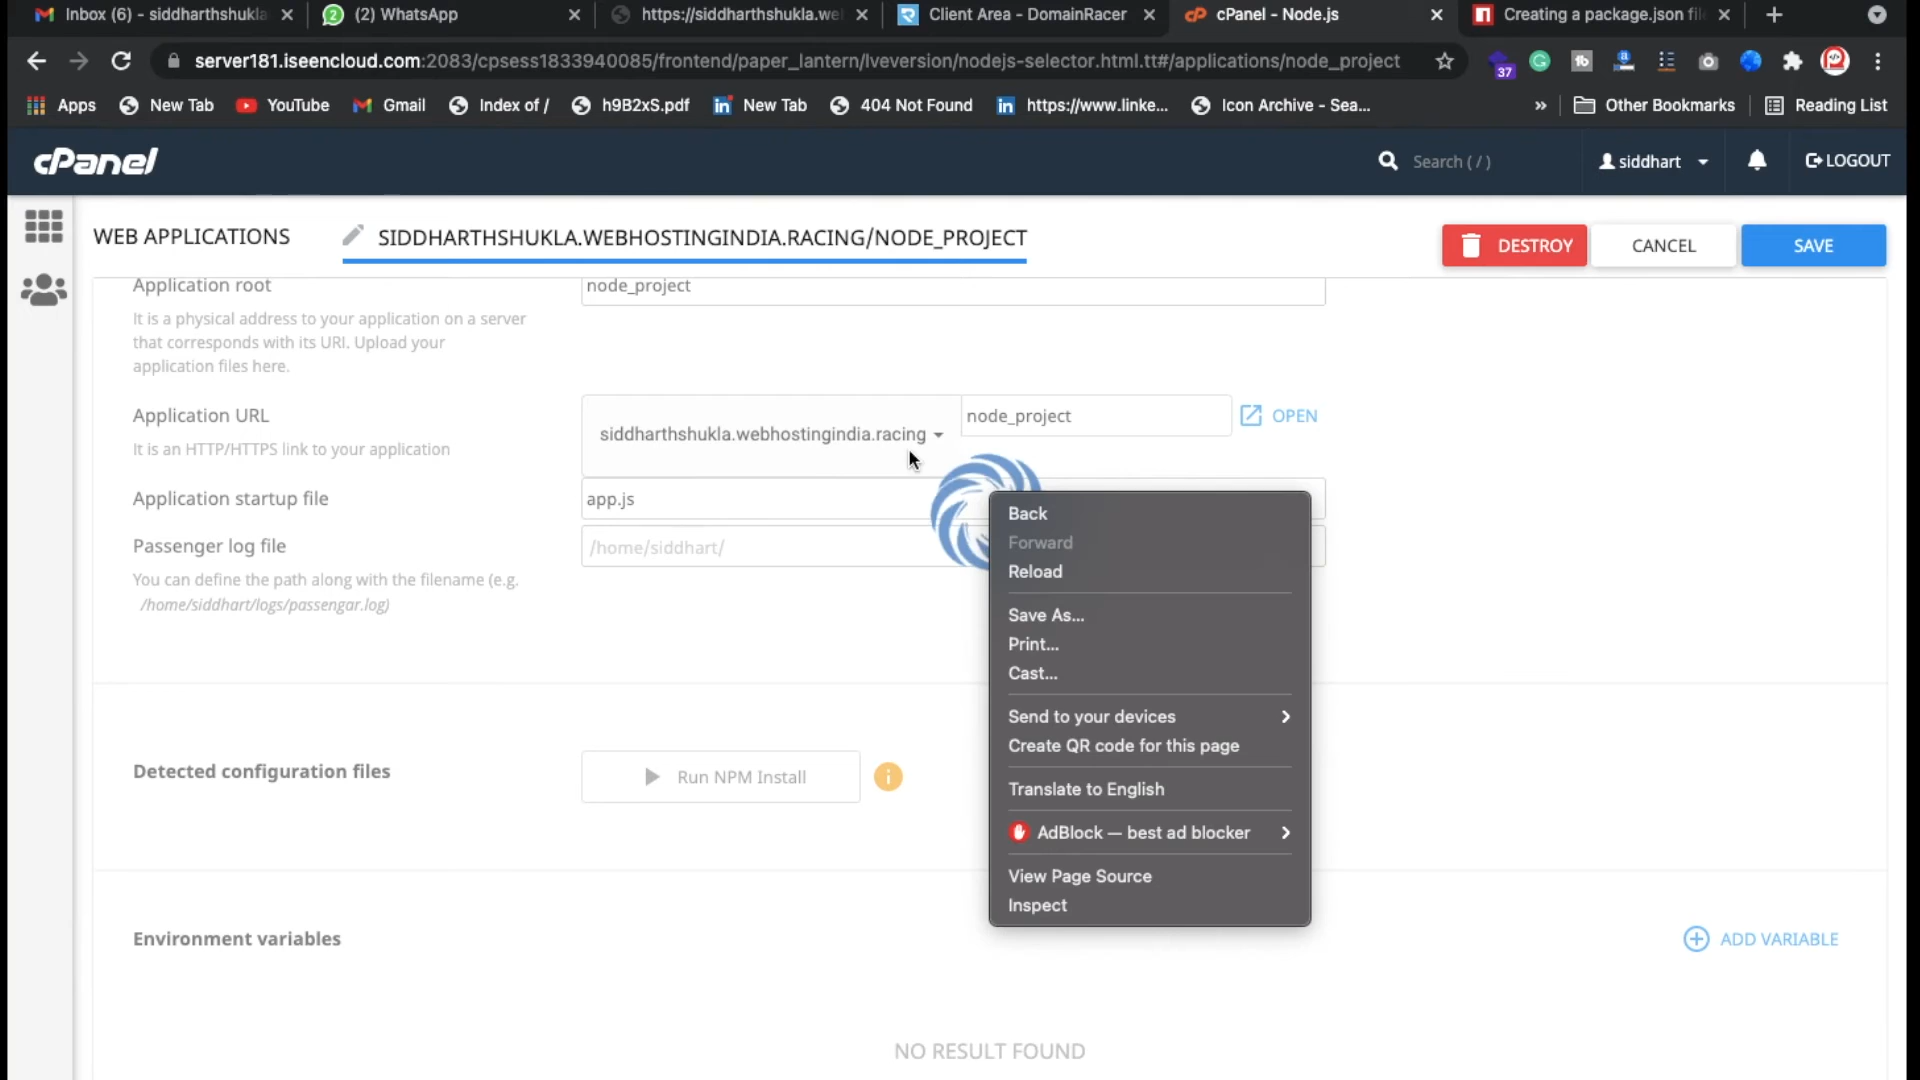 Inbox (6) - siddharthshukla
(2) WhatsApp
https://siddharthshukla.we
Client Area - DomainRacer
cPanel - Node.js
Creating a package.json fil
server181.iseencloud.com:2083/cpsess1833940085/frontend/paper_lantern/lveversion/nodejs-selector.html.tt#/applications/node_project
37
Apps
New Tab
YouTube
Gmail
Index of /
h9B2xS.pdf
New Tab
404 Not Found
https://www.linke...
Icon Archive - Sea...
»
Other Bookmarks
Reading List
cPanel
Search ( / )
siddhart
LOGOUT
WEB APPLICATIONS
SIDDHARTHSHUKLA.WEBHOSTINGINDIA.RACING/NODE_PROJECT
DESTROY
CANCEL
SAVE
Application root
node_project
It is a physical address to your application on a server
that corresponds with its URI. Upload your
application files here.
Application URL
siddharthshukla.webhostingindia.racing
node_project
OPEN
It is an HTTP/HTTPS link to your application
Application startup file
app.js
Passenger log file
/home/siddhart/
You can define the path along with the filename (e.g.
/home/siddhart/logs/passengar.log)
Back
Forward
Reload
Save As...
Print...
Cast...
Send to your devices
Create QR code for this page
Translate to English
AdBlock — best ad blocker
View Page Source
Inspect
Detected configuration files
Run NPM Install
Environment variables
ADD VARIABLE
NO RESULT FOUND